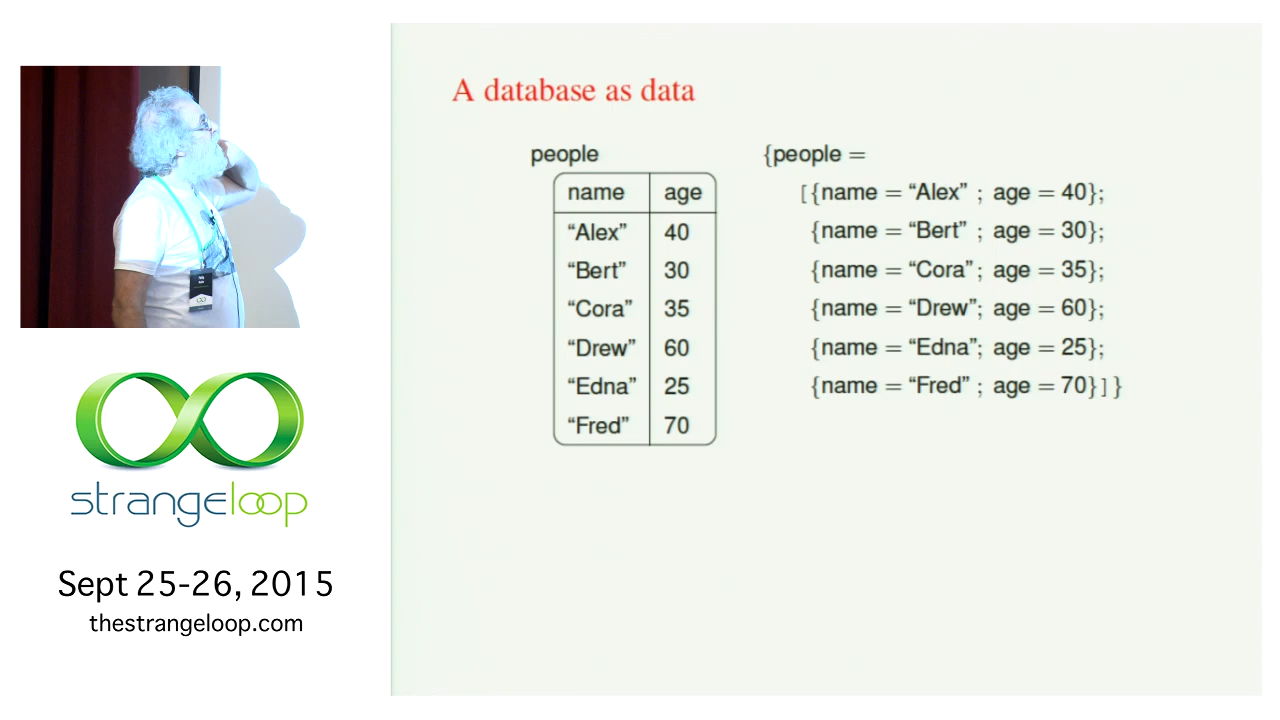 A database as data
people
name age
“Alex” 40
“Bert” 30
“Cora” 35
“Drew” 60
“Edna” 25
“Fred” 70
{people =
[{name = “Alex” ; age = 40};
{name = “Bert” ; age = 30};
{name = “Cora” ; age = 35};
{name = “Drew”; age = 60};
{name = “Edna”; age = 25};
{name = “Fred” ; age = 70}]}
strangeloop
Sept 25-26, 2015
thestrangeloop.com